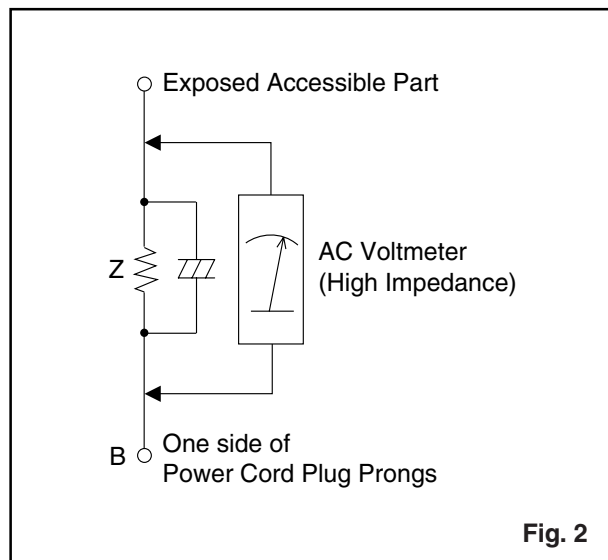 Exposed Accessible Part
Z
AC Voltmeter
(High Impedance)
B
One side of
Power Cord Plug Prongs
Fig. 2